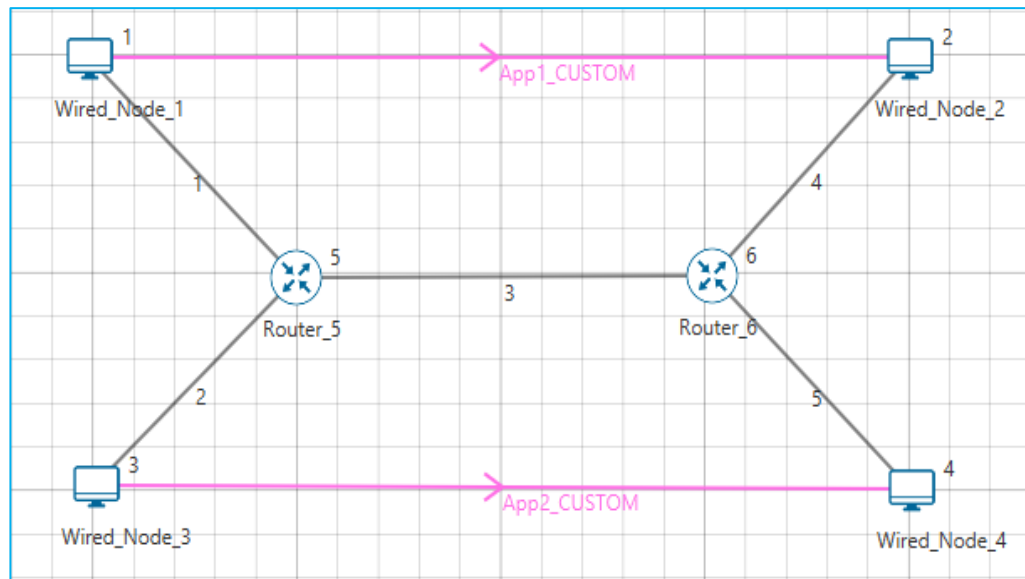 1
2
App1_CUSTOM
Wired_Node_1
Wired_Node_2
1
4
5
6
3
Router_5
Router_6
2
5
3
4
App2_CUSTOM
Wired_Node_3
Wired_Node_4